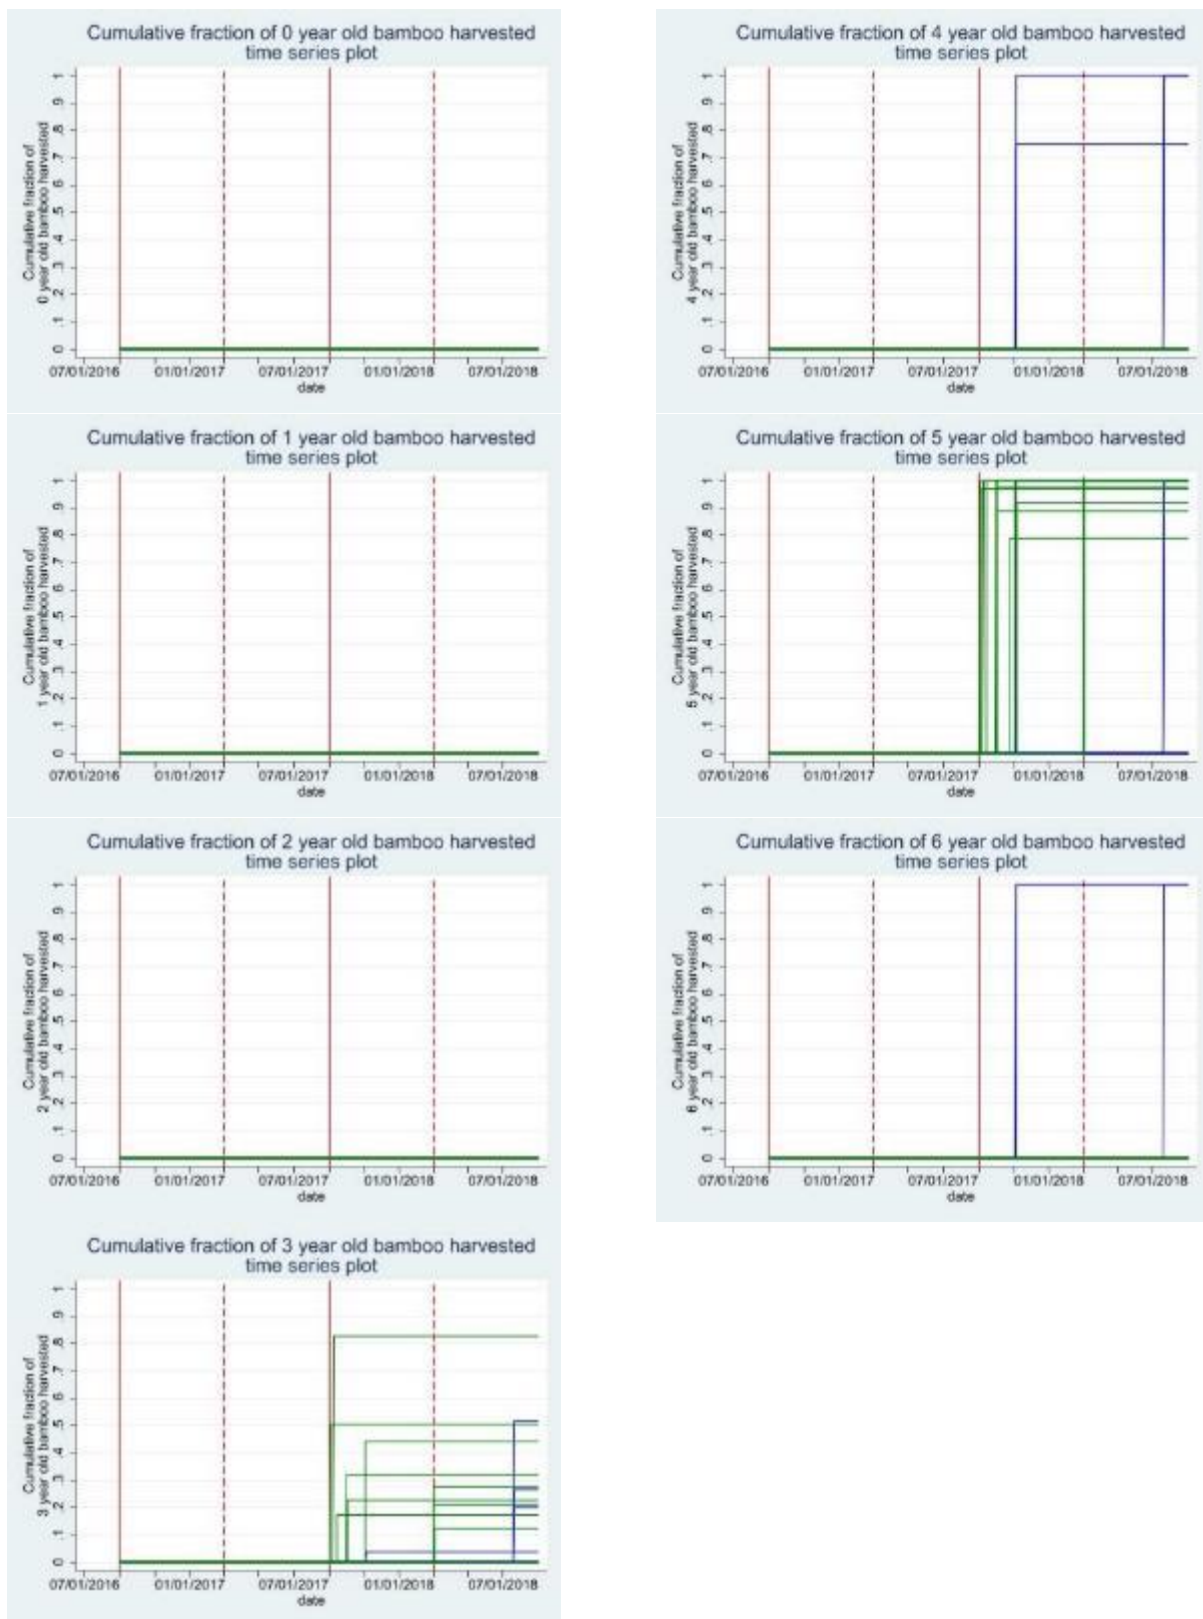 Cumulative fraction of 0 year old bamboo harvested
time series plot
Cumulative fraction of
0 year old bamboo harvested
1
.9
.8
.7
.6
.5
.4
.3
.2
.1
0
07/01/2016 01/01/2017 07/01/2017 01/01/2018 07/01/2018
date
Cumulative fraction of 4 year old bamboo harvested
time series plot
Cumulative fraction of
4 year old bamboo harvested
1
.9
.8
.7
.6
.5
.4
.3
.2
.1
0
07/01/2016 01/01/2017 07/01/2017 01/01/2018 07/01/2018
date
Cumulative fraction of 1 year old bamboo harvested
time series plot
Cumulative fraction of
1 year old bamboo harvested
1
.9
.8
.7
.6
.5
.4
.3
.2
.1
0
07/01/2016 01/01/2017 07/01/2017 01/01/2018 07/01/2018
date
Cumulative fraction of 5 year old bamboo harvested
time series plot
Cumulative fraction of
5 year old bamboo harvested
1
.9
.8
.7
.6
.5
.4
.3
.2
.1
0
07/01/2016 01/01/2017 07/01/2017 01/01/2018 07/01/2018
date
Cumulative fraction of 2 year old bamboo harvested
time series plot
Cumulative fraction of
2 year old bamboo harvested
1
.9
.8
.7
.6
.5
.4
.3
.2
.1
0
07/01/2016 01/01/2017 07/01/2017 01/01/2018 07/01/2018
date
Cumulative fraction of 6 year old bamboo harvested
time series plot
Cumulative fraction of
6 year old bamboo harvested
1
.9
.8
.7
.6
.5
.4
.3
.2
.1
0
07/01/2016 01/01/2017 07/01/2017 01/01/2018 07/01/2018
date
Cumulative fraction of 3 year old bamboo harvested
time series plot
Cumulative fraction of
3 year old bamboo harvested
1
.9
.8
.7
.6
.5
.4
.3
.2
.1
0
07/01/2016 01/01/2017 07/01/2017 01/01/2018 07/01/2018
date